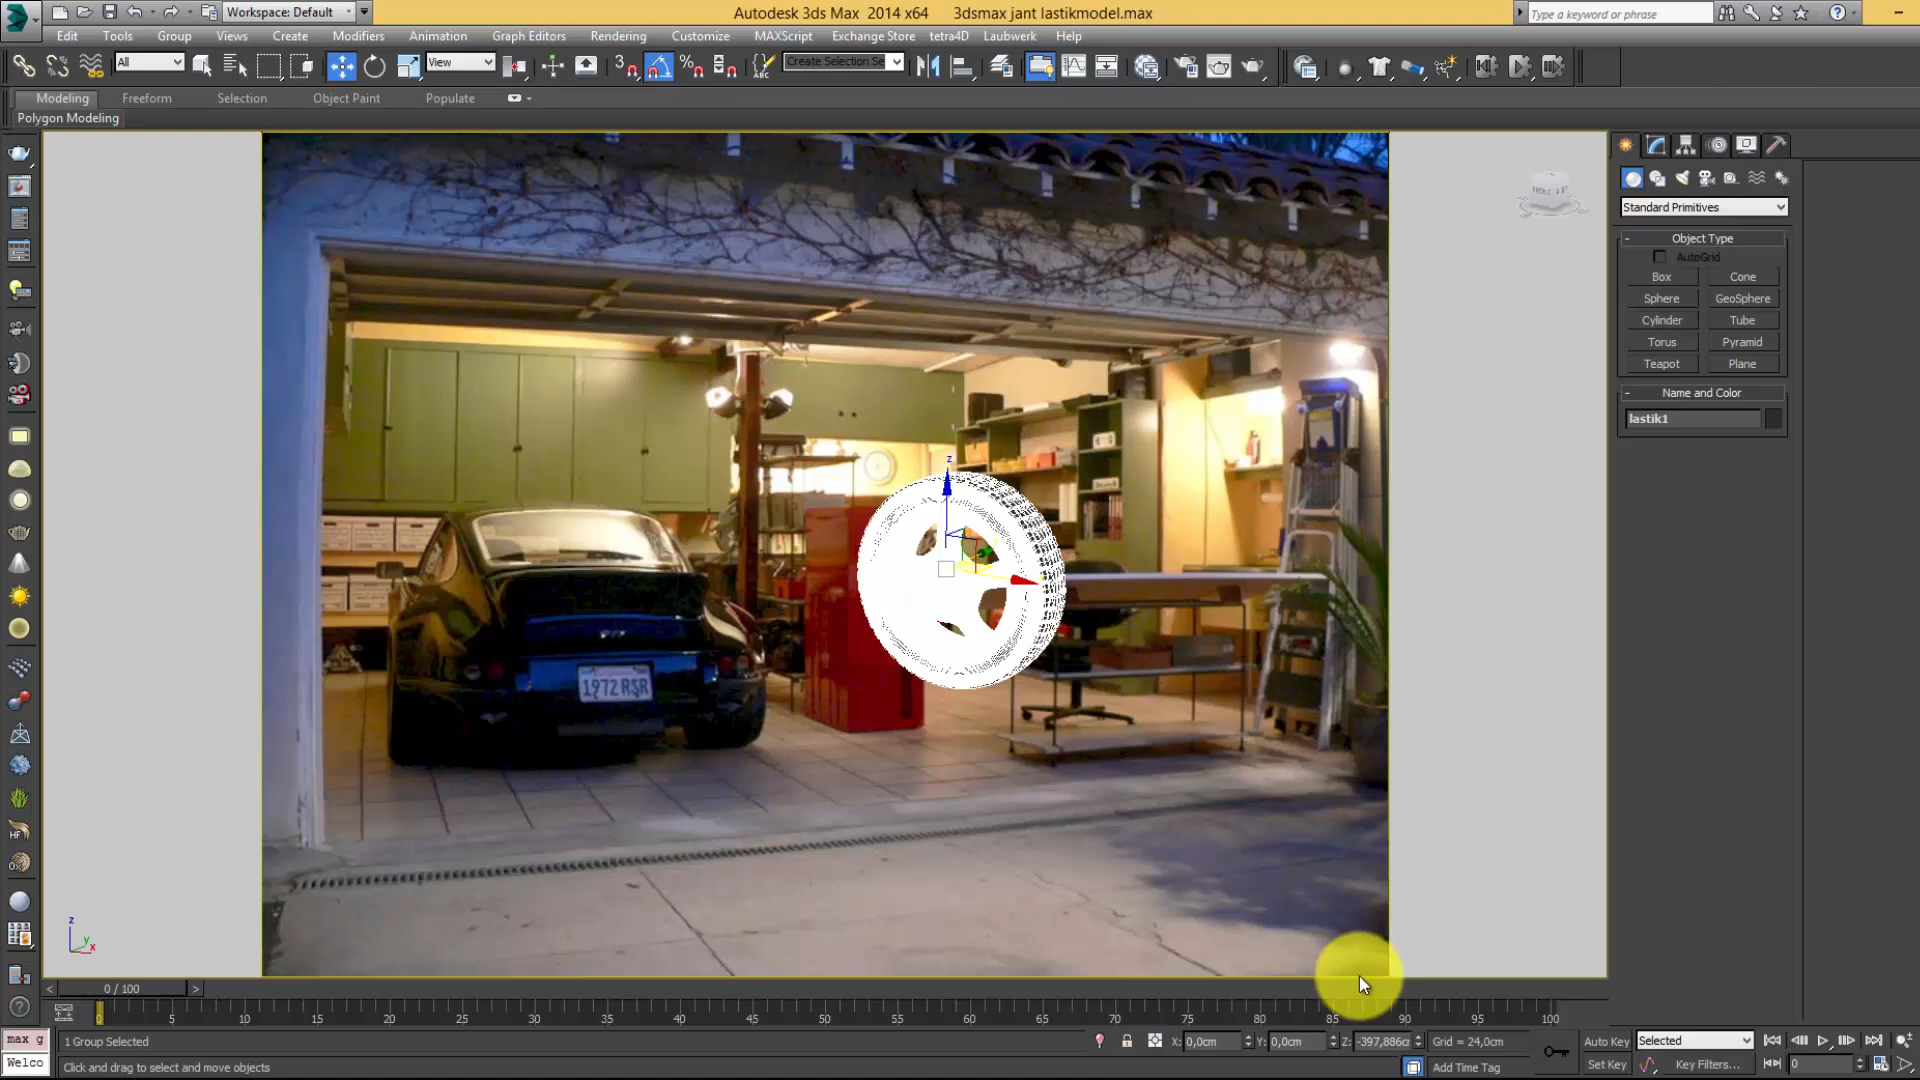 Workspace: Default
Autodesk 3ds Max 2014 x64 3dsmax jant lastikmodel.max
Type a keyword or phrase
Edit Tools Group Views Create Modifiers Animation Graph Editors Rendering Customize MAXScript Exchange Store tetra4D Laubwerk Help
All View 3 Create Selection Se
Modeling Freeform Selection Object Paint Populate
Polygon Modeling
Standard Primitives
- Object Type
AutoGrid
Box Cone
Sphere GeoSphere
Cylinder Tube
Torus Pyramid
Teapot Plane
- Name and Color
lastik1
z
1972 RSR
HF
z
y
x
< 0 / 100 >
0 5 10 15 20 25 30 35 40 45 50 55 60 65 70 75 80 85 90 95 100
max g 1 Group Selected X: 0,0cm Y: 0,0cm Z: -397,886cr Grid = 24,0cm Auto Key Selected
Welco Click and drag to select and move objects Add Time Tag Set Key Key Filters... 0